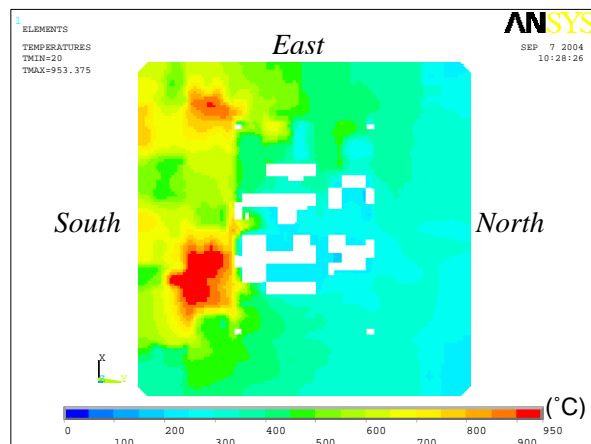 1
ELEMENTS
TEMPERATURES
TMIN=20
TMAX=953.375
ANSYS
SEP 7 2004
10:28:26
East
South
North
X
Z Y
(°C)
0 200 300 500 600 800 950
100 400 700 900